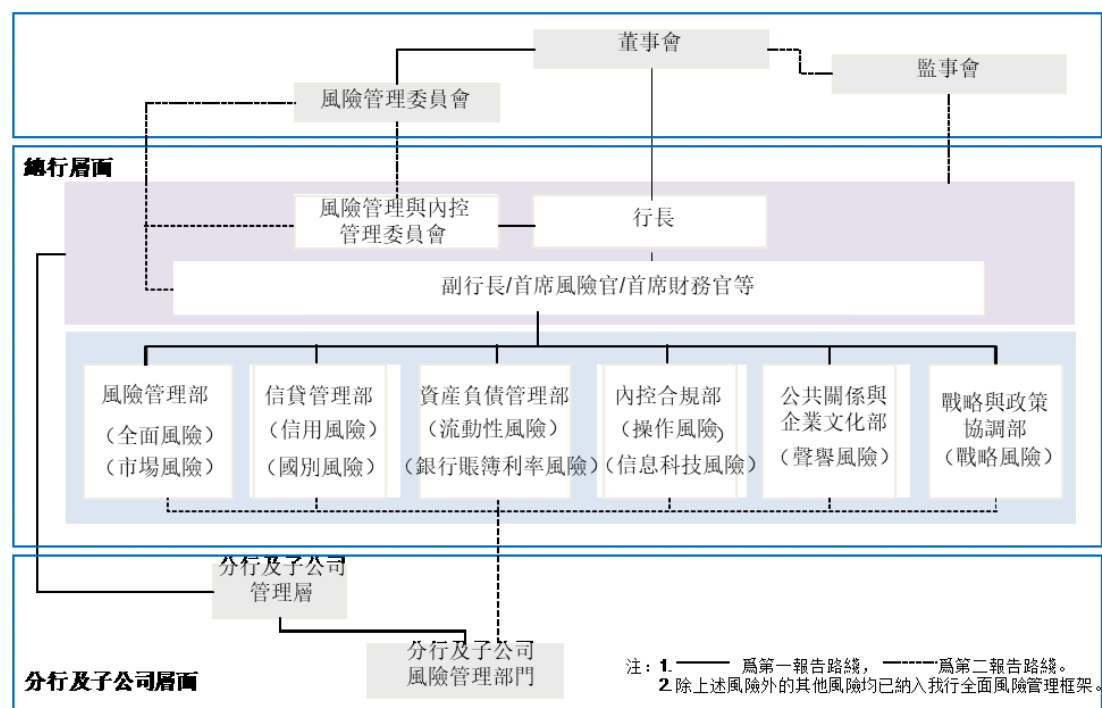 董事會
監事會
風險管理委員會
總行層面
風險管理與內控
管理委員會
行長
副行長/首席風險官/首席財務官等
風險管理部
（全面風險）
（市場風險）
信貸管理部
（信用風險）
（國別風險）
資產負債管理部
（流動性風險）
（銀行賬簿利率風險）
內控合規部
（操作風險）
（信息科技風險）
公共關係與
企業文化部
（聲譽風險）
戰略與政策
協調部
（戰略風險）
分行及子公司
管理層
分行及子公司
風險管理部門
分行及子公司層面
注：1. 爲第一報告路綫， 爲第二報告路綫。
2.除上述風險外的其他風險均已納入我行全面風險管理框架。